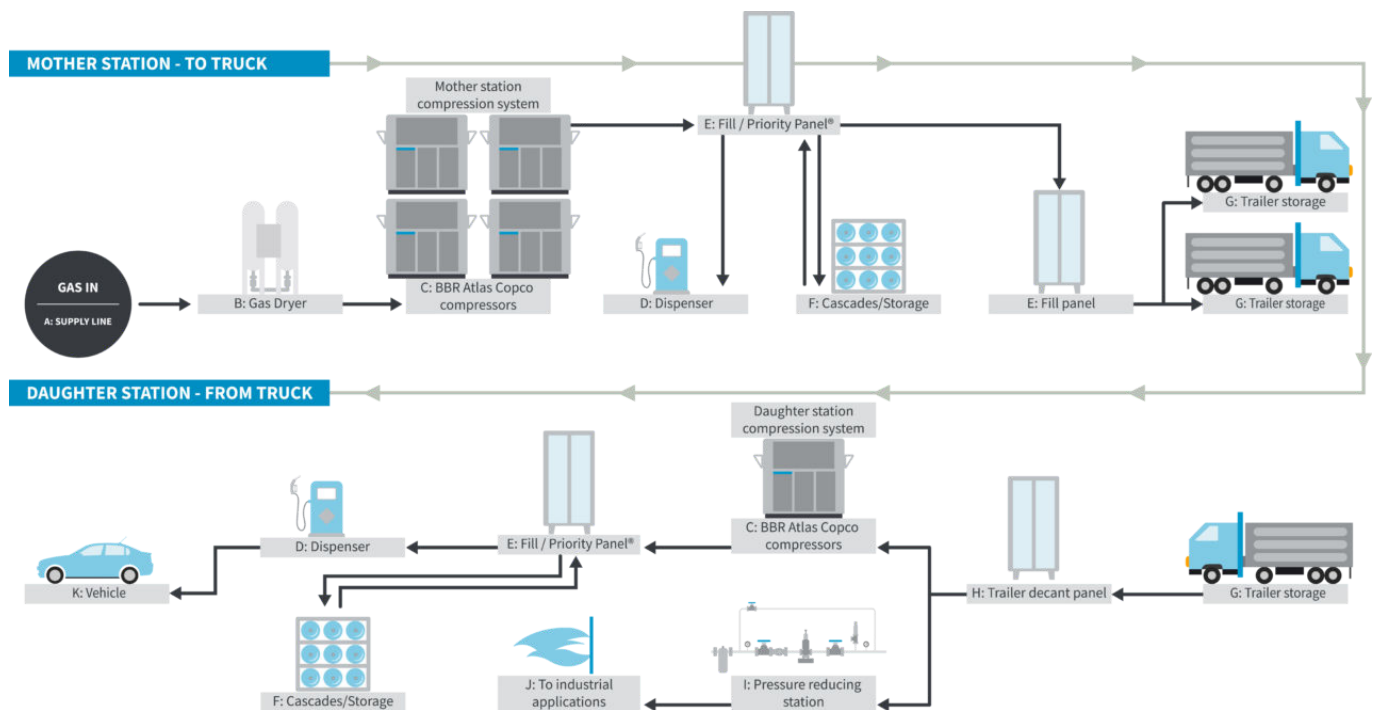 MOTHER STATION - TO TRUCK
Mother station
compression system
E: Fill / Priority Panel®
G: Trailer storage
GAS IN
A: SUPPLY LINE
B: Gas Dryer
C: BBR Atlas Copco
compressors
D: Dispenser
F: Cascades/Storage
E: Fill panel
G: Trailer storage
DAUGHTER STATION - FROM TRUCK
Daughter station
compression system
C: BBR Atlas Copco
compressors
D: Dispenser
E: Fill / Priority Panel®
K: Vehicle
H: Trailer decant panel
G: Trailer storage
F: Cascades/Storage
J: To industrial
applications
I: Pressure reducing
station